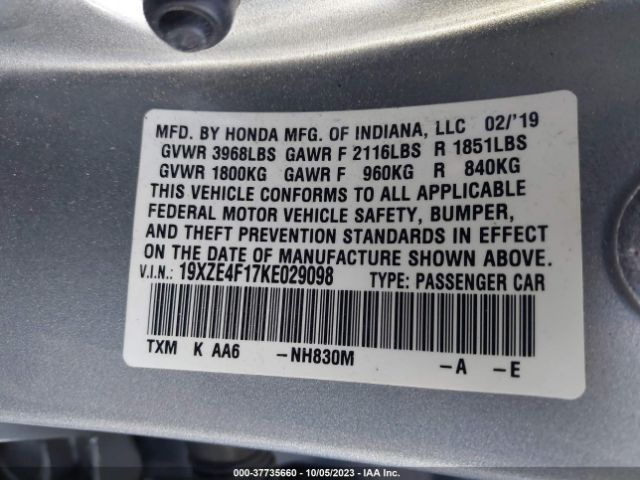 MFD. BY HONDA MFG. OF INDIANA, LLC 02/'19
GVWR 3968LBS GAWR F 2116LBS R 1851LBS
GVWR 1800KG GAWR F 960KG R 840KG
THIS VEHICLE CONFORMS TO ALL APPLICABLE
FEDERAL MOTOR VEHICLE SAFETY, BUMPER,
AND THEFT PREVENTION STANDARDS IN EFFECT
ON THE DATE OF MANUFACTURE SHOWN ABOVE.
V.I.N.: 19XZE4F17KE029098 TYPE: PASSENGER CAR
TXM K AA6 -NH830M -A -E
000-37735660 - 10/05/2023 - IAA Inc.